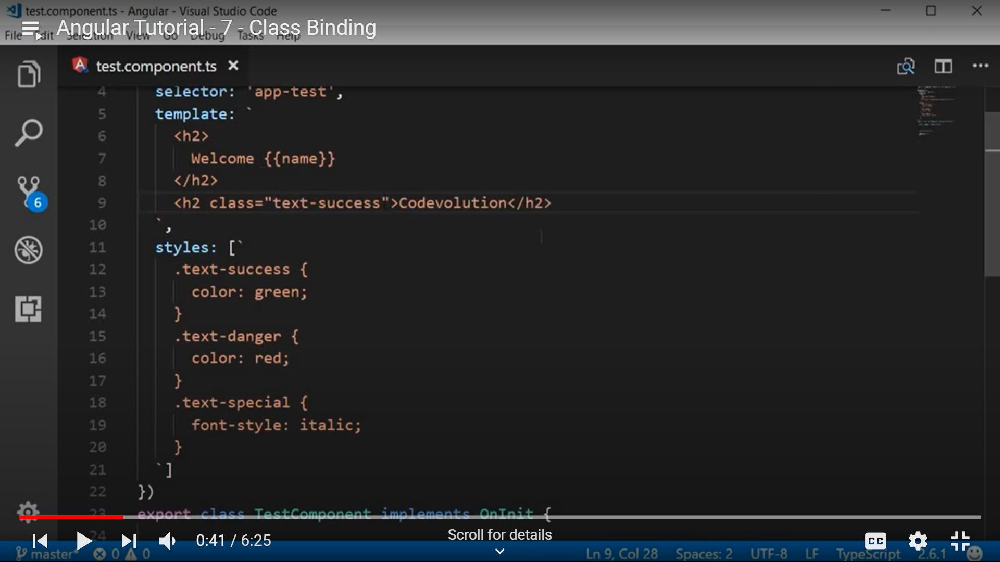 test.component.ts - Angular - Visual Studio Code
Angular Tutorial - 7 - Class Binding
File Edit Selection View Go Debug Tasks Help
test.component.ts
4 selector: 'app-test',
5 template: `
6 <h2>
7 Welcome {{name}}
8 </h2>
9 <h2 class="text-success">Codevolution</h2>
10 `,
11 styles: [`
12 .text-success {
13 color: green;
14 }
15 .text-danger {
16 color: red;
17 }
18 .text-special {
19 font-style: italic;
20 }
21 `]
22 })
23 export class TestComponent implements OnInit {
24
6
0:41 / 6:25
Scroll for details
CC
master* 0 0 Ln 9, Col 28 Spaces: 2 UTF-8 LF TypeScript 2.6.1